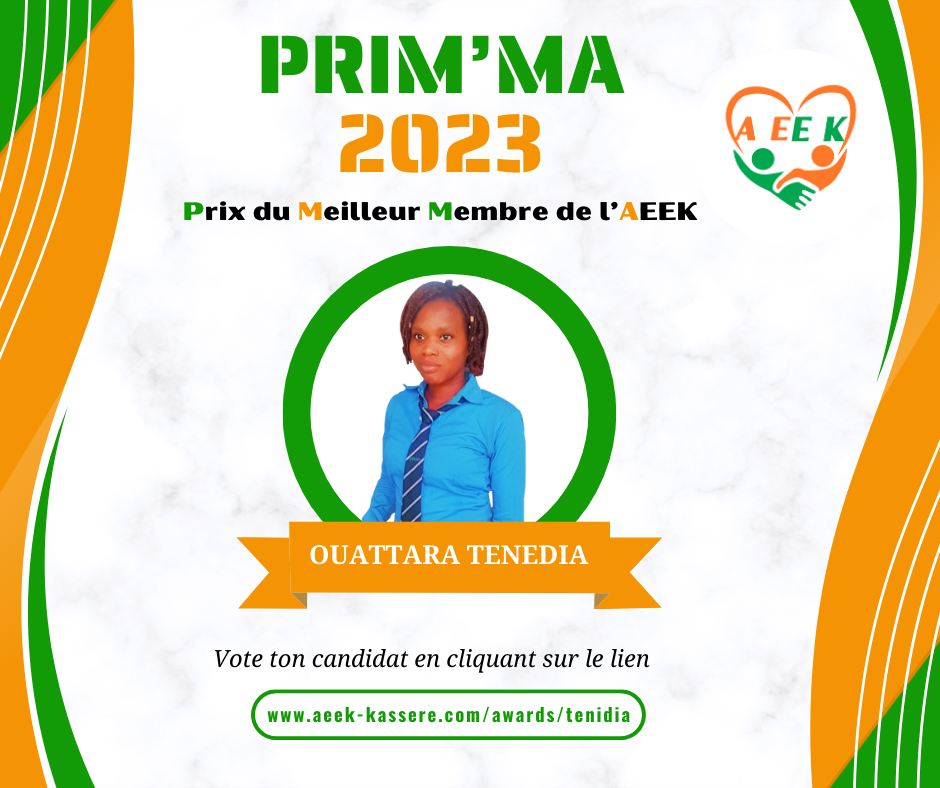 PRIM’MA
2023
A EEK
Prix du Meilleur Membre de l’AEEK
OUATTARA TENEDIA
Vote ton candidat en cliquant sur le lien
www.aeek-kassere.com/awards/tenidia